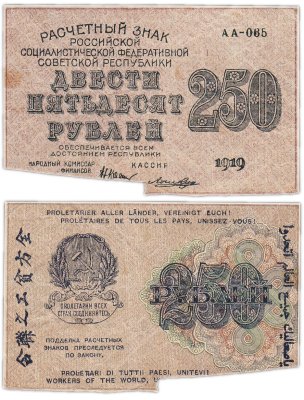 РАСЧЕТНЫЙ ЗНАК
РОССИЙСКОЙ
СОЦИАЛИСТИЧЕСКОЙ ФЕДЕРАТИВНОЙ
СОВЕТСКОЙ РЕСПУБЛИКИ
АА-065
ДВЕСТИ
ПЯТЬДЕСЯТ
РУБЛЕЙ
250
ОБЕСПЕЧИВАЕТСЯ ВСЕМ
ДОСТОЯНИЕМ РЕСПУБЛИКИ
НАРОДНЫЙ КОМИССАР
ФИНАНСОВ
КАССИР
1919
PROLETARIER ALLER LÄNDER, VEREINIGT EUCH!
PROLÉTAIRES DE TOUS LES PAYS, UNISSEZ-VOUS!
250
РУБЛЕЙ
ПРОЛЕТАРИИ ВСЕХ
СТРАН, СОЕДИНЯЙТЕСЬ!
ПОДДЕЛКА РАСЧЕТНЫХ
ЗНАКОВ ПРЕСЛЕДУЕТСЯ
ПО ЗАКОНУ.
PROLETARI DI TUTTI PAESI, UNITEVI!
WORKERS OF THE WORLD,